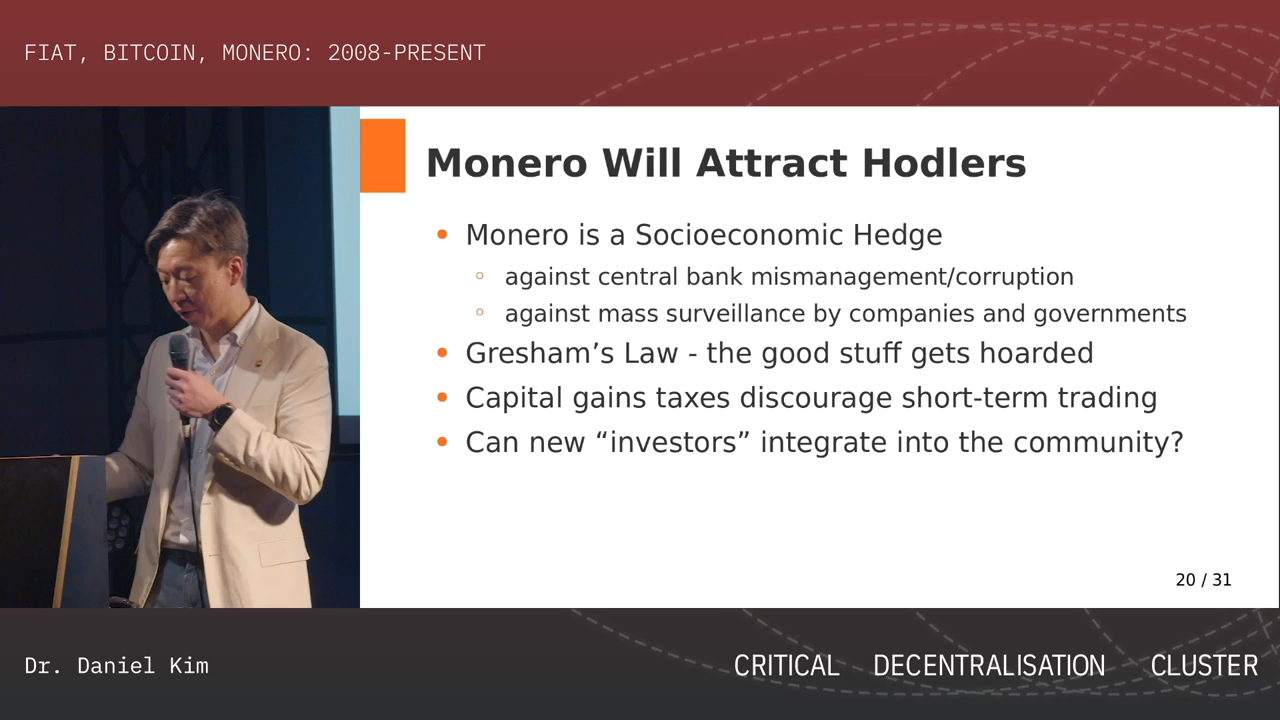 FIAT, BITCOIN, MONERO: 2008-PRESENT
Monero Will Attract Hodlers
• Monero is a Socioeconomic Hedge
◦ against central bank mismanagement/corruption
◦ against mass surveillance by companies and governments
• Gresham’s Law - the good stuff gets hoarded
• Capital gains taxes discourage short-term trading
• Can new “investors” integrate into the community?
20 / 31
Dr. Daniel Kim
CRITICAL DECENTRALISATION CLUSTER